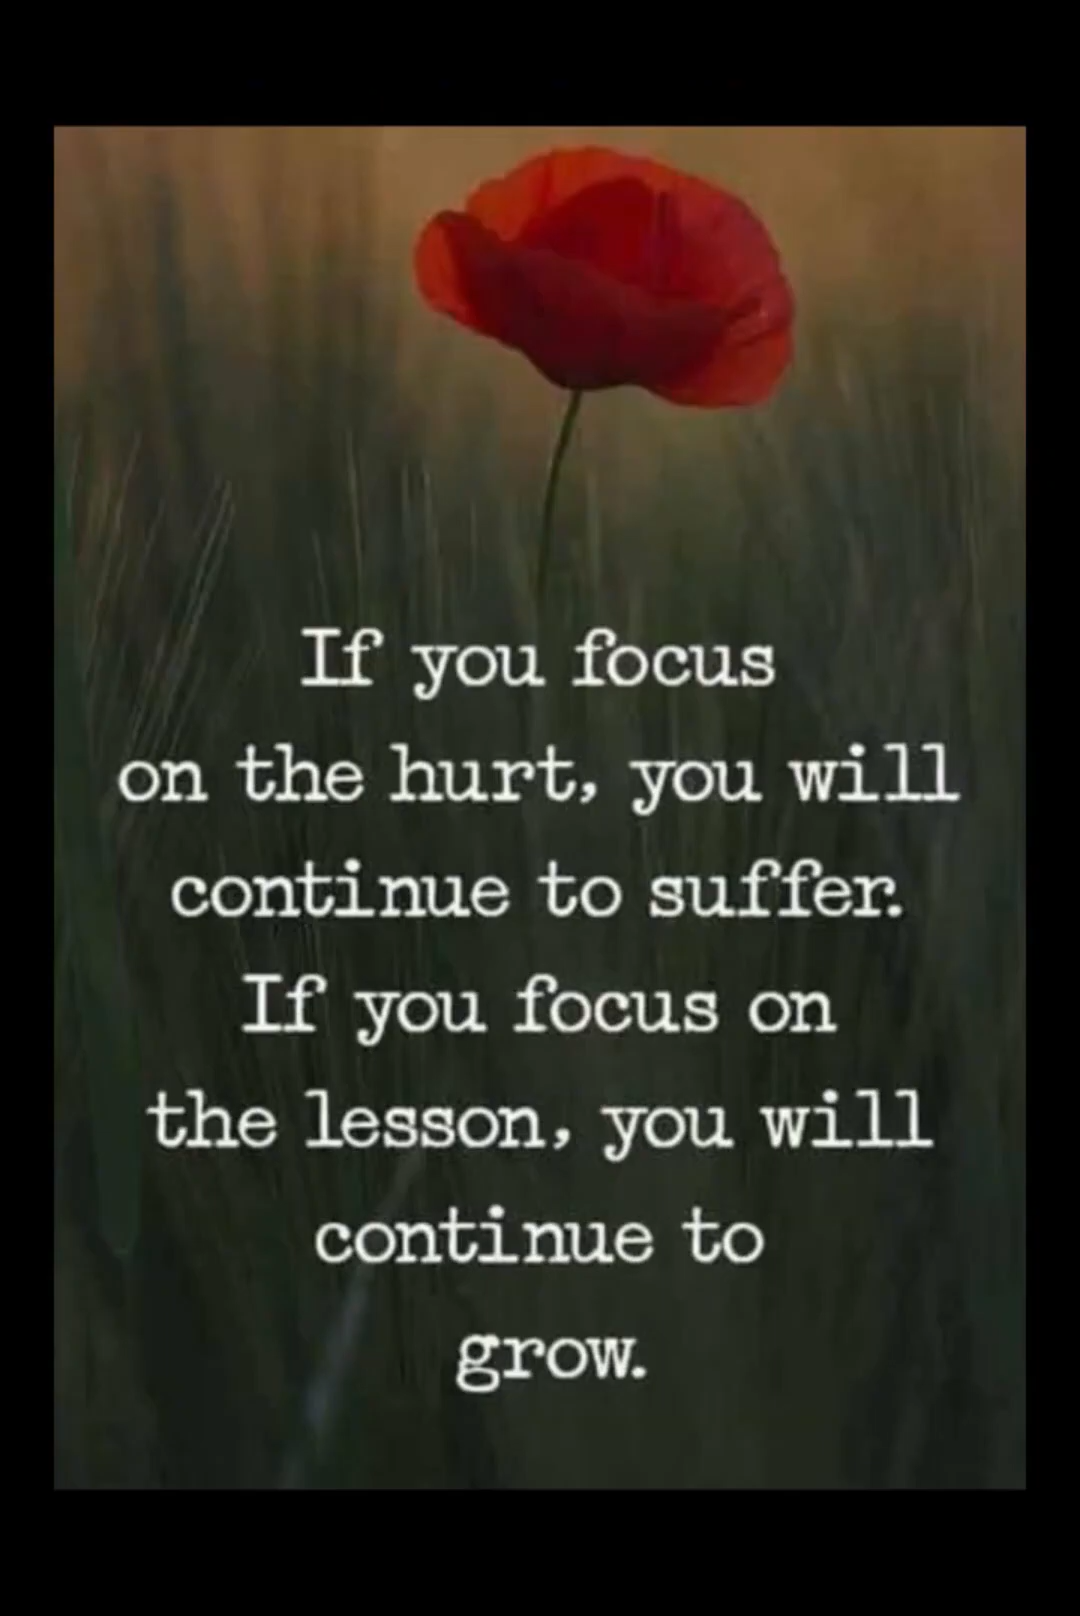 If you focus
on the hurt, you will
continue to suffer.
If you focus on
the lesson, you will
continue to
grow.